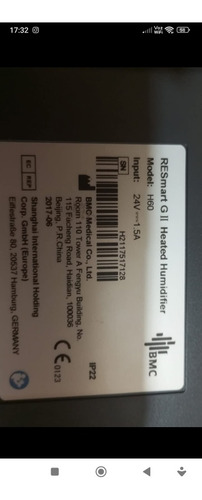 17:32
RESmart G II Heated Humidifier
Model: H60
Input: 24V⎓1.5A
SN
H2117517128
BMC
BMC Medical Co., Ltd.
Room 110 Tower A Fengyu Building, No.
115 Fucheng Road, Haidian, 100036
Beijing, P.R.China
2017-06
IP22
CE 0123
EC REP
Shanghai International Holding
Corp. GmbH (Europe)
Eiffestraße 80, 20537 Hamburg, GERMANY